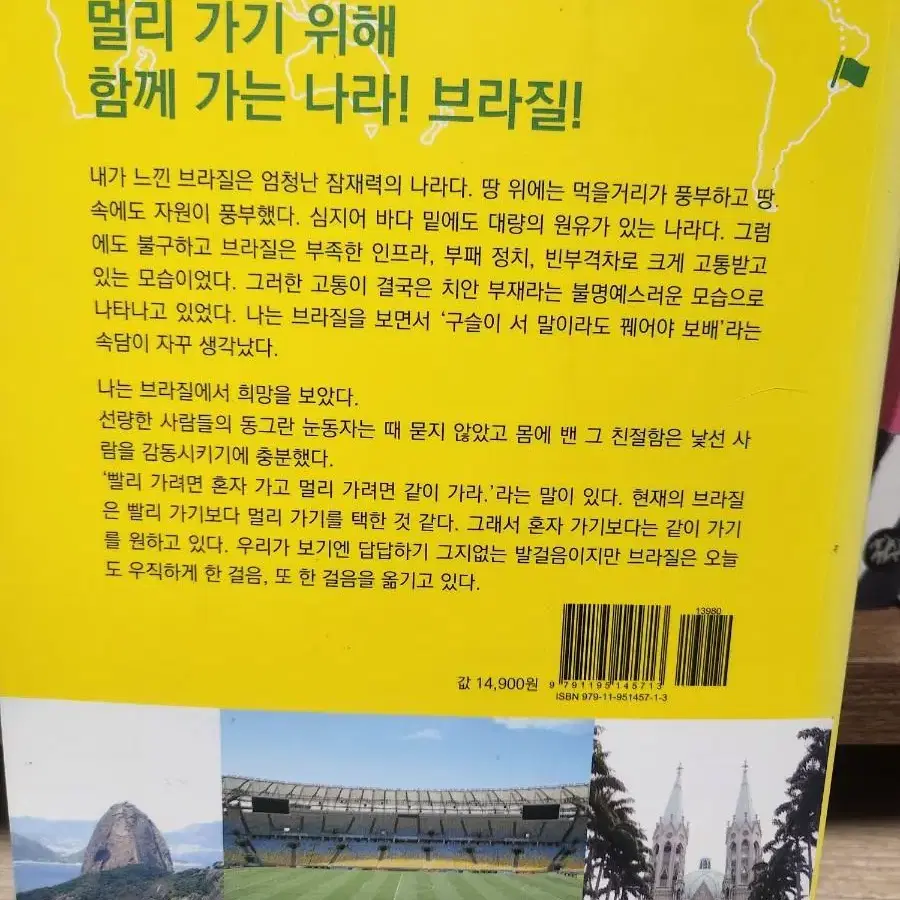 멀리 가기 위해
함께 가는 나라! 브라질!
내가 느낀 브라질은 엄청난 잠재력의 나라다. 땅 위에는 먹을거리가 풍부하고 땅
속에도 자원이 풍부했다. 심지어 바다 밑에도 대량의 원유가 있는 나라다. 그럼
에도 불구하고 브라질은 부족한 인프라, 부패 정치, 빈부격차로 크게 고통받고
있는 모습이었다. 그러한 고통이 결국은 치안 부재라는 불명예스러운 모습으로
나타나고 있었다. 나는 브라질을 보면서 ‘구슬이 서 말이라도 꿰어야 보배’라는
속담이 자꾸 생각났다.
나는 브라질에서 희망을 보았다.
선량한 사람들의 동그란 눈동자는 때 묻지 않았고 몸에 밴 그 친절함은 낯선 사
람을 감동시키기에 충분했다.
‘빨리 가려면 혼자 가고 멀리 가려면 같이 가라.’라는 말이 있다. 현재의 브라질
은 빨리 가기보다 멀리 가기를 택한 것 같다. 그래서 혼자 가기보다는 같이 가기
를 원하고 있다. 우리가 보기엔 답답하기 그지없는 발걸음이지만 브라질은 오늘
도 우직하게 한 걸음, 또 한 걸음을 옮기고 있다.
13980
값 14,900원
9 791195 145713
ISBN 979-11-951457-1-3